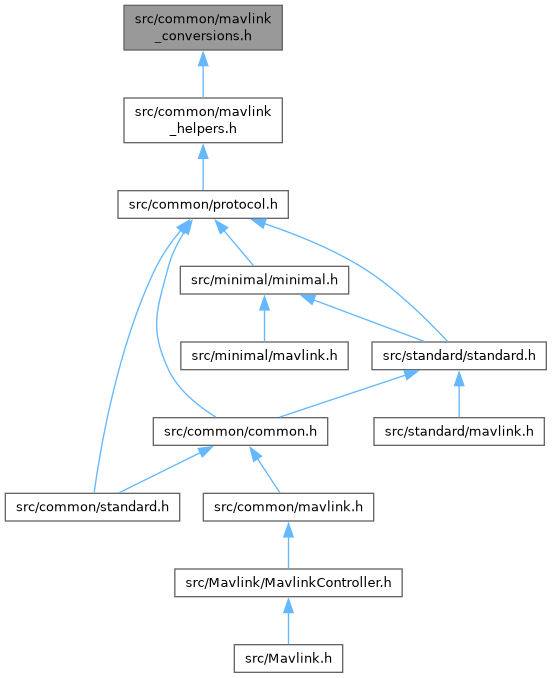 src/common/mavlink
_conversions.h
src/common/mavlink
_helpers.h
src/common/protocol.h
src/minimal/minimal.h
src/minimal/mavlink.h
src/standard/standard.h
src/common/common.h
src/standard/mavlink.h
src/common/standard.h
src/common/mavlink.h
src/Mavlink/MavlinkController.h
src/Mavlink.h